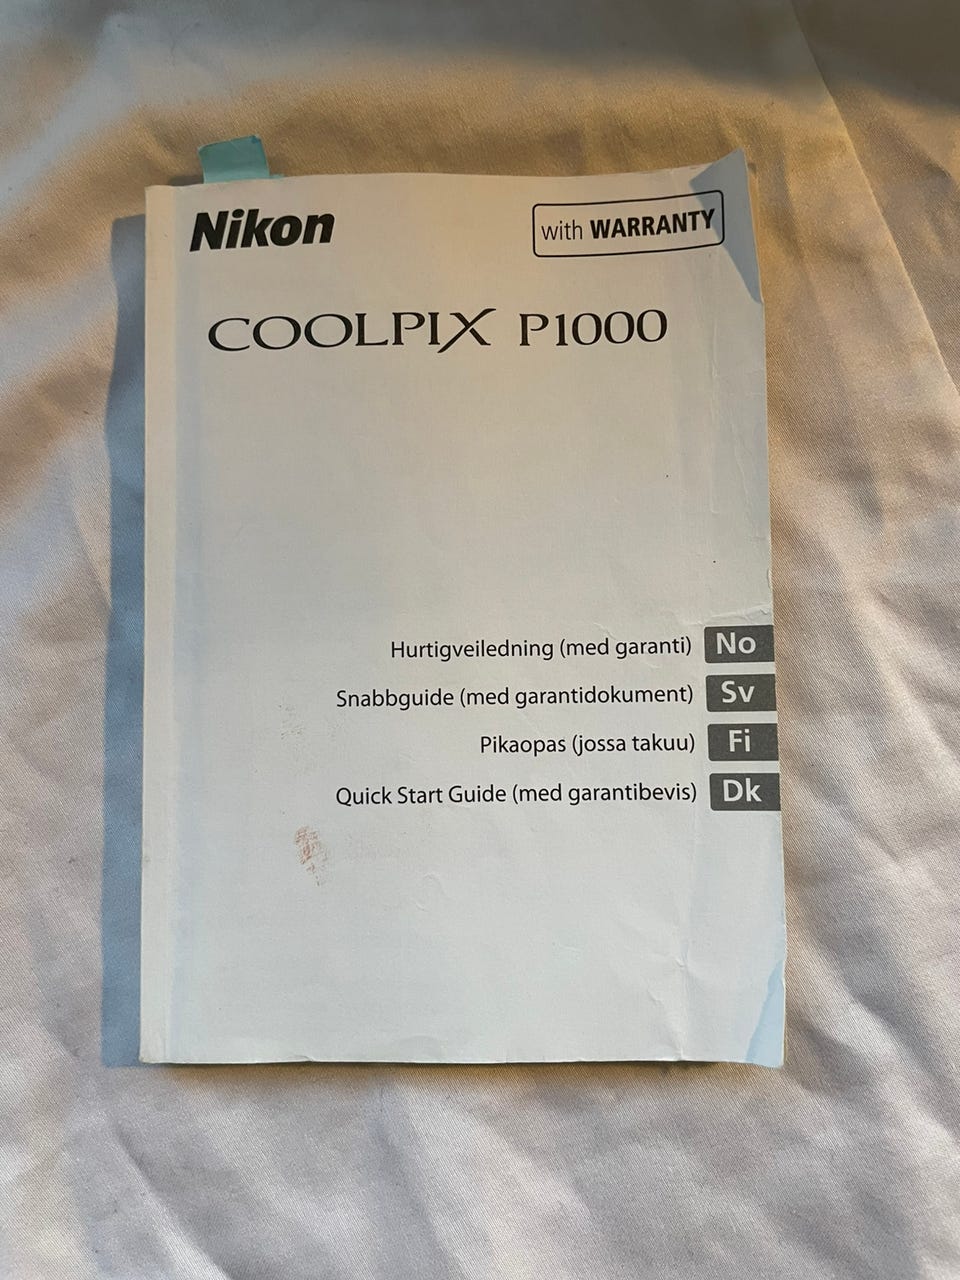 Nikon
with WARRANTY
COOLPIX P1000
Hurtigveiledning (med garanti) No
Snabbguide (med garantidokument) Sv
Pikaopas (jossa takuu) Fi
Quick Start Guide (med garantibevis) Dk